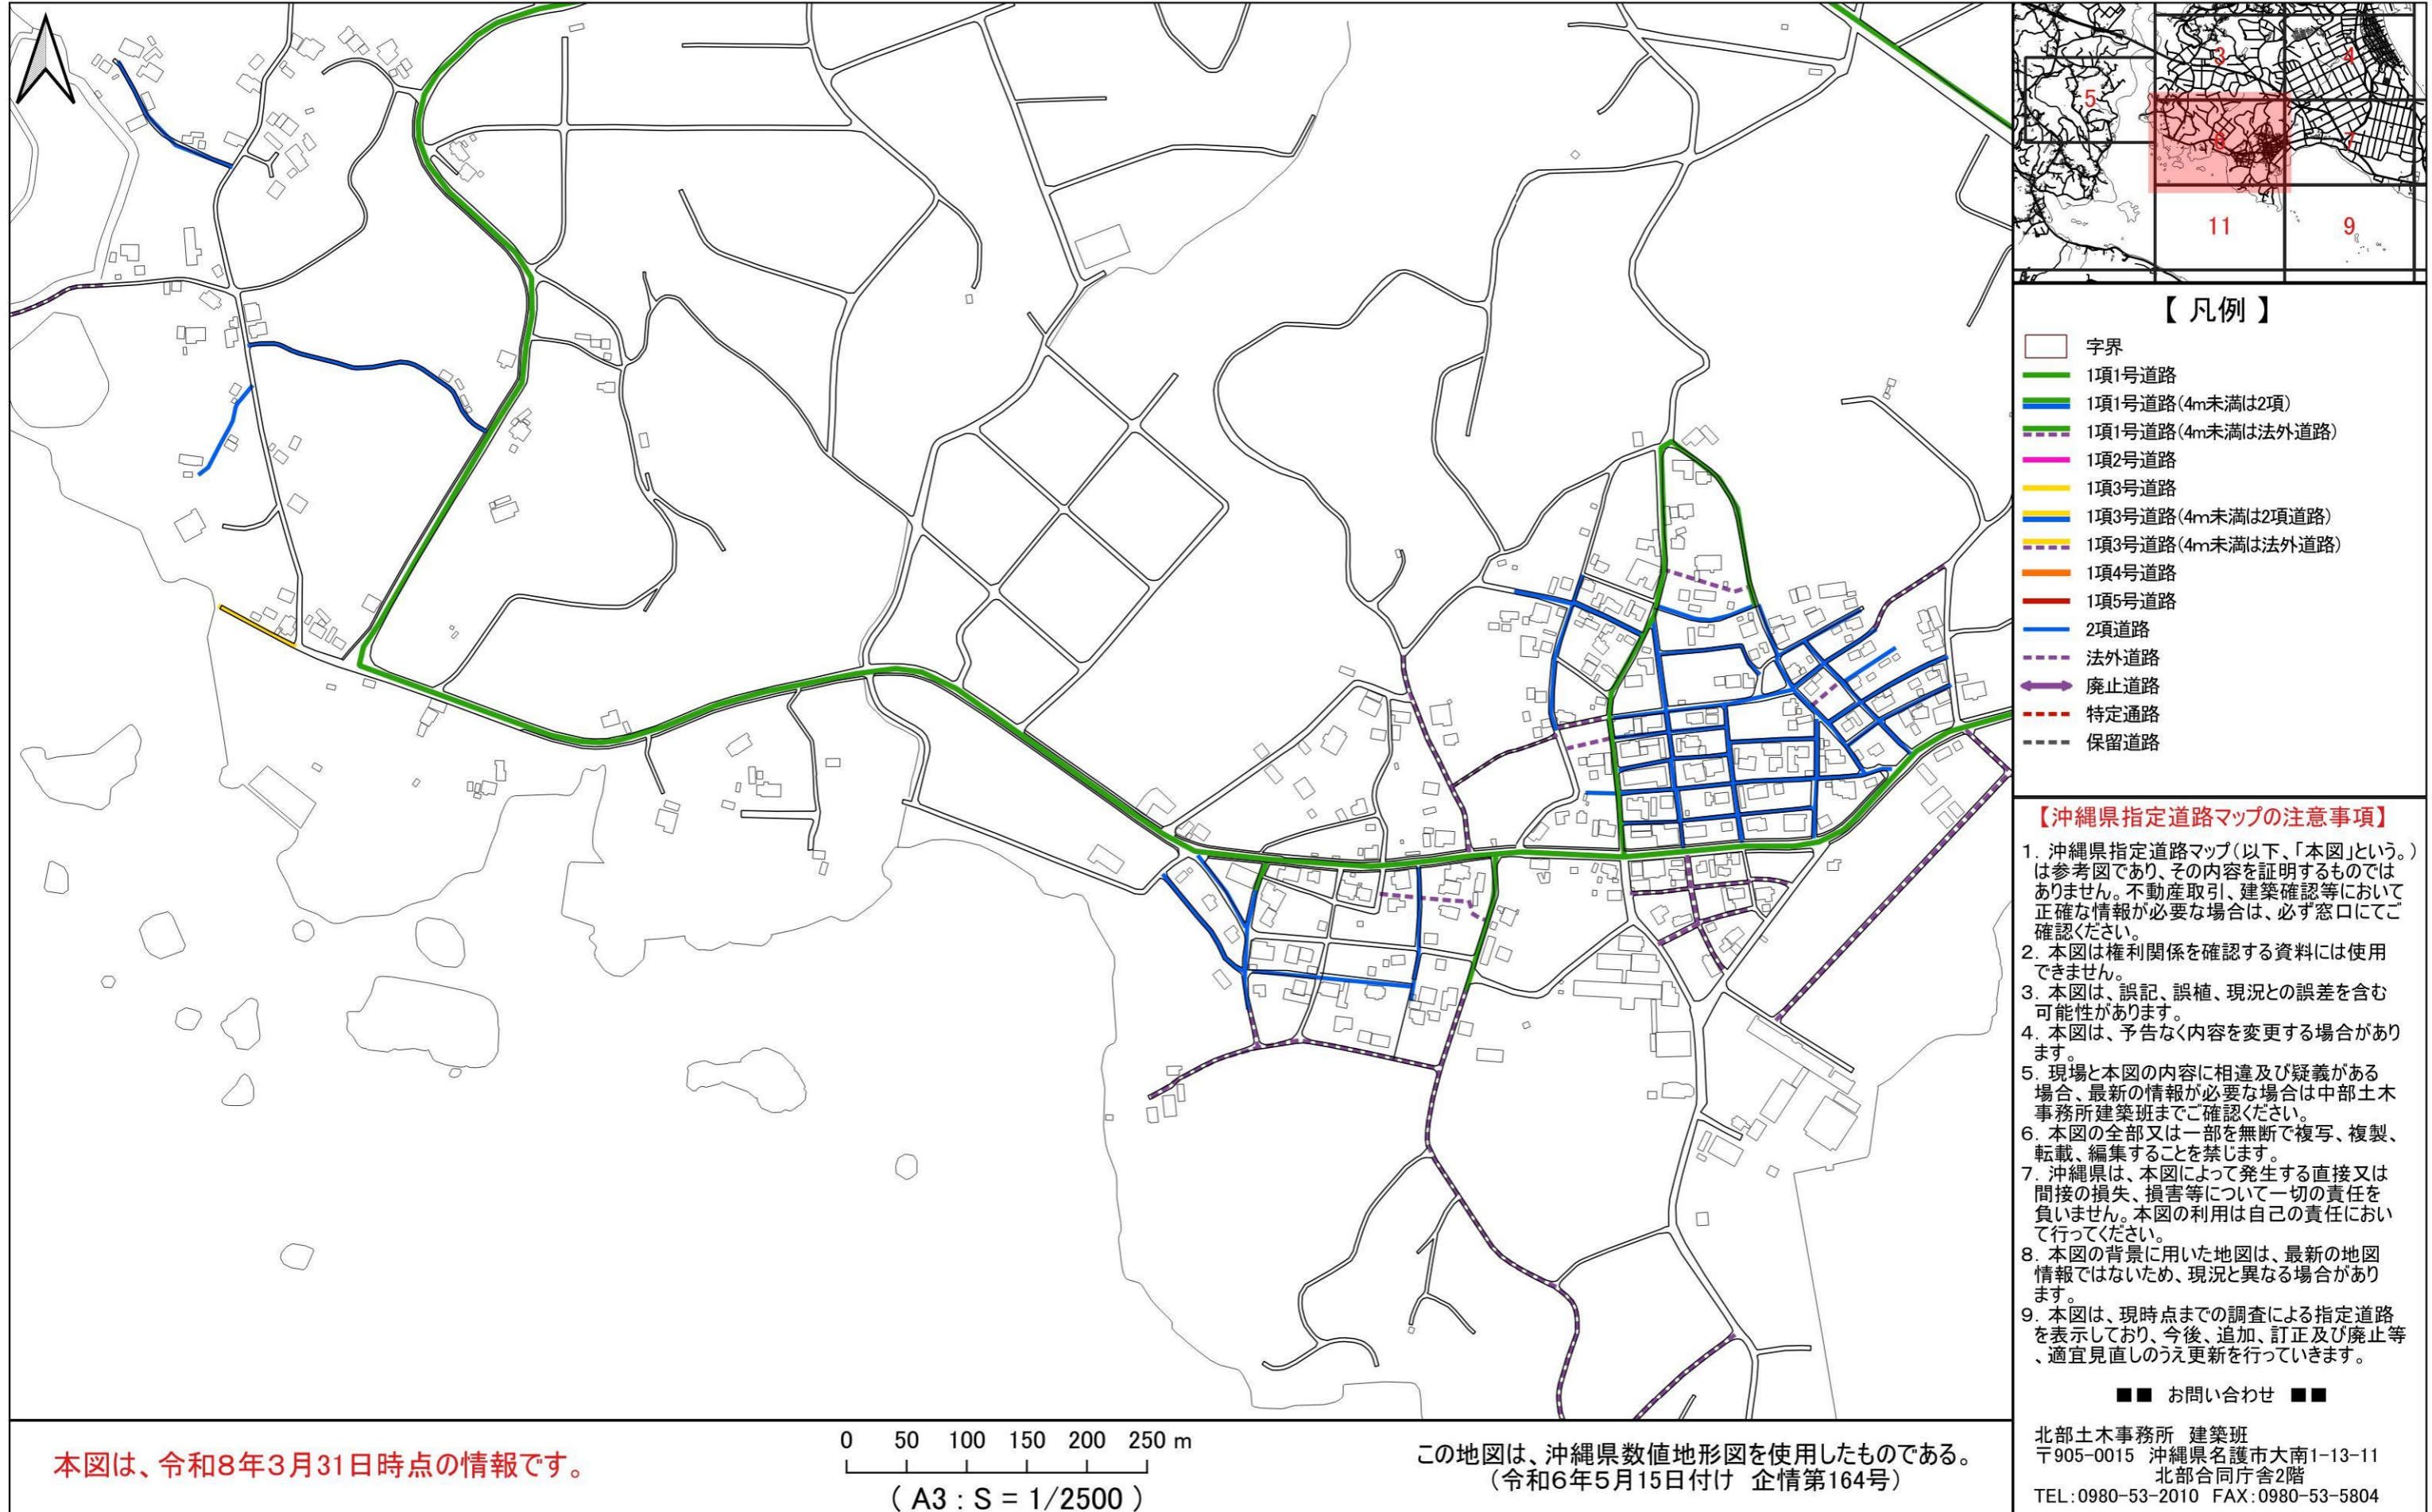 3
4
5
6
7
11
9
【 凡例 】
字界
1項1号道路
1項1号道路(4m未満は2項)
1項1号道路(4m未満は法外道路)
1項2号道路
1項3号道路
1項3号道路(4m未満は2項道路)
1項3号道路(4m未満は法外道路)
1項4号道路
1項5号道路
2項道路
法外道路
廃止道路
特定通路
保留道路
【沖縄県指定道路マップの注意事項】
1. 沖縄県指定道路マップ(以下、「本図」という。)
は参考図であり、その内容を証明するものでは
ありません。不動産取引、建築確認等において
正確な情報が必要な場合は、必ず窓口にてご
確認ください。
2. 本図は権利関係を確認する資料には使用
できません。
3. 本図は、誤記、誤植、現況との誤差を含む
可能性があります。
4. 本図は、予告なく内容を変更する場合があり
ます。
5. 現場と本図の内容に相違及び疑義がある
場合、最新の情報が必要な場合は中部土木
事務所建築班までご確認ください。
6. 本図の全部又は一部を無断で複写、複製、
転載、編集することを禁じます。
7. 沖縄県は、本図によって発生する直接又は
間接の損失、損害等について一切の責任を
負いません。本図の利用は自己の責任におい
て行ってください。
8. 本図の背景に用いた地図は、最新の地図
情報ではないため、現況と異なる場合があり
ます。
9. 本図は、現時点までの調査による指定道路
を表示しており、今後、追加、訂正及び廃止等
、適宜見直しのうえ更新を行っていきます。
■■ お問い合わせ ■■
北部土木事務所 建築班
〒905-0015 沖縄県名護市大南1-13-11
北部合同庁舎2階
TEL:0980-53-2010 FAX:0980-53-5804
本図は、令和8年3月31日時点の情報です。
0 50 100 150 200 250 m
( A3 : S = 1/2500 )
この地図は、沖縄県数値地形図を使用したものである。
(令和6年5月15日付け 企情第164号)